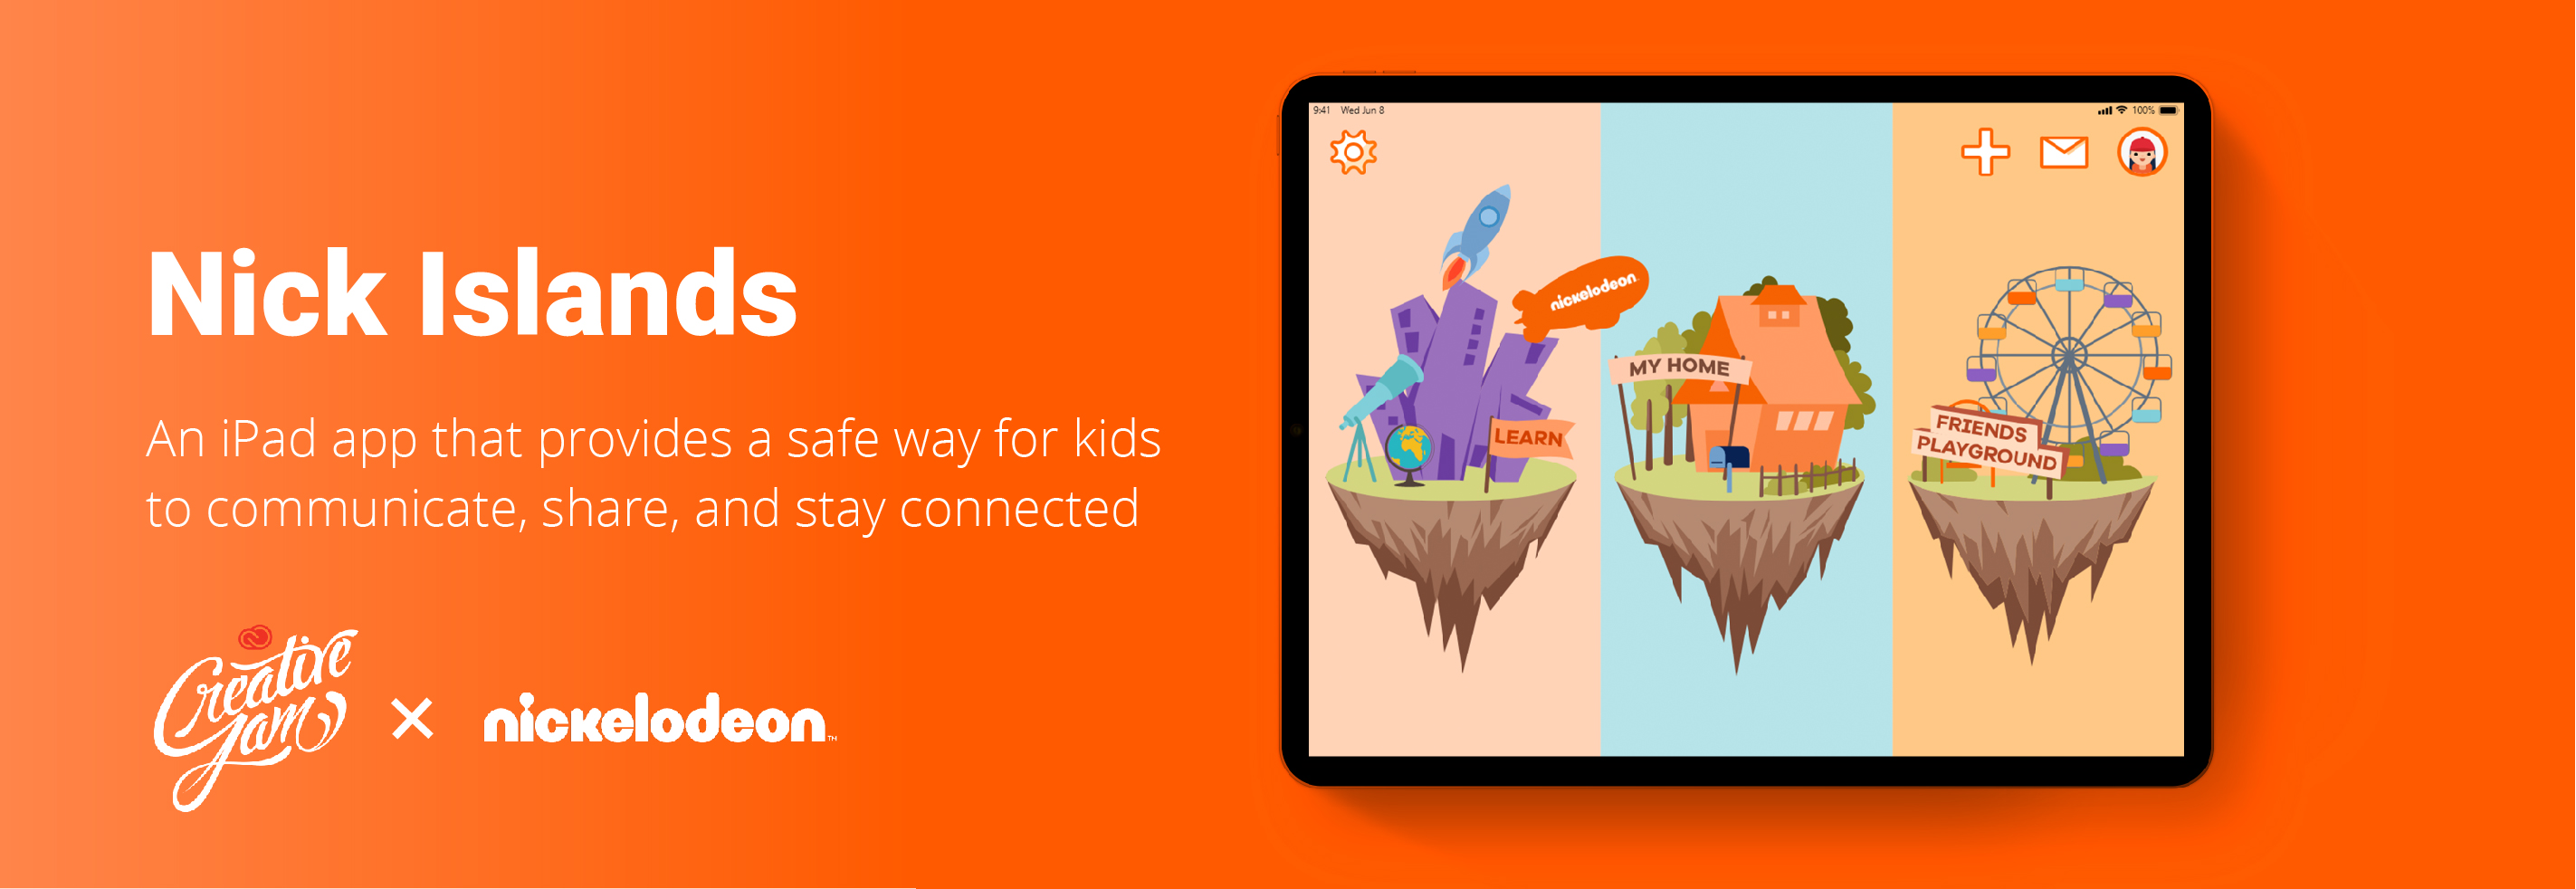 Nick Islands
An iPad app that provides a safe way for kids
to communicate, share, and stay connected
Creative
Jam
×
nickelodeon™
9:41 Wed Jun 8
100%
nickelodeon
LEARN
MY HOME
FRIENDS
PLAYGROUND